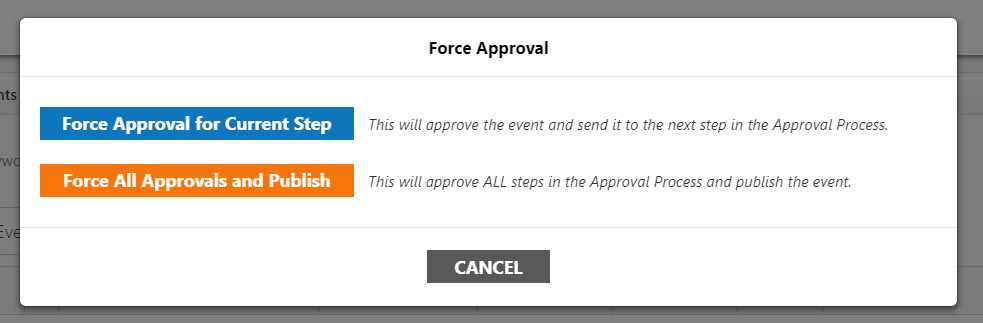 Force Approval
nts
Force Approval for Current Step This will approve the event and send it to the next step in the Approval Process.
Force All Approvals and Publish This will approve ALL steps in the Approval Process and publish the event.
Eve
CANCEL